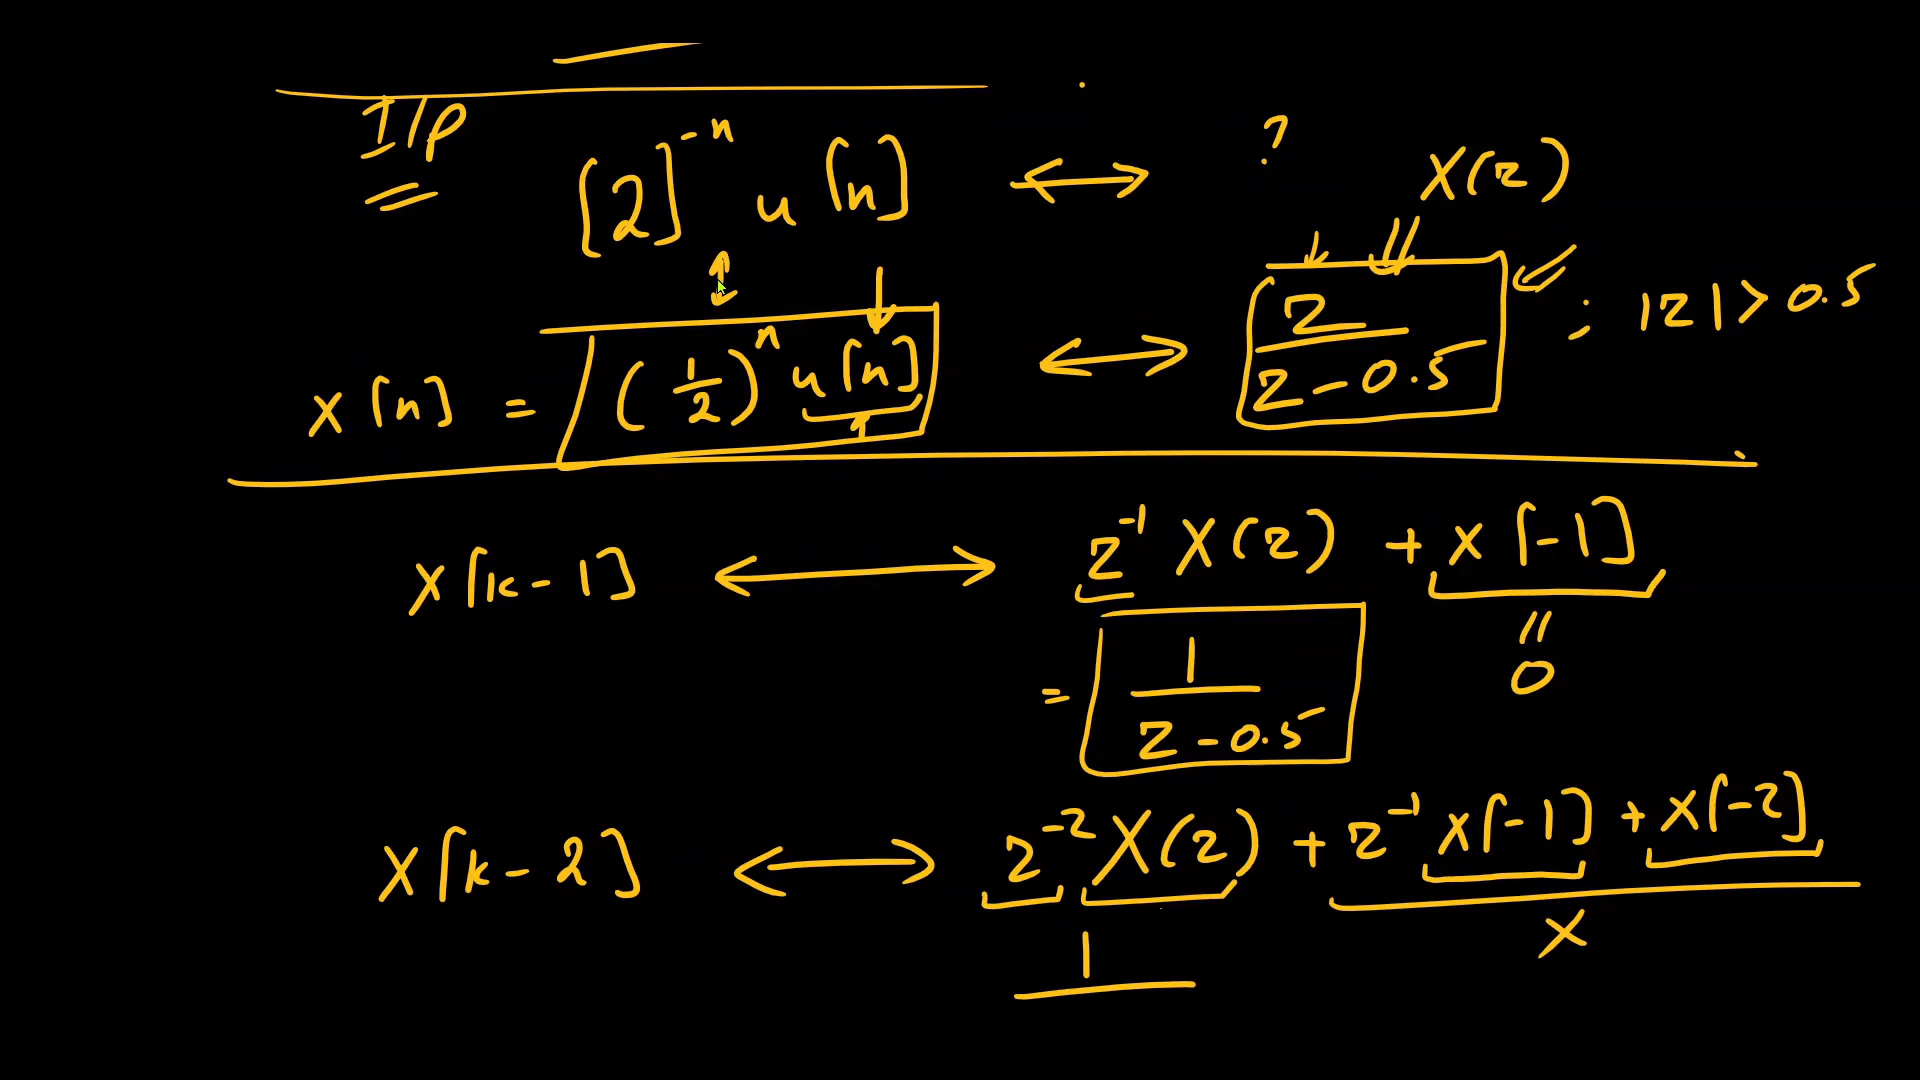 I/P
[2]^{-n} u[n] ⟷ ? X(z)
x[n] = (1/2)^n u[n] ⟷ z/(z-0.5) ; |z| > 0.5
x[k-1] ⟷ z^{-1} X(z) + x[-1]
= 1/(z-0.5)
"
0
x[k-2] ⟷ z^{-2} X(z) + z^{-1} x[-1] + x[-2]
1
x